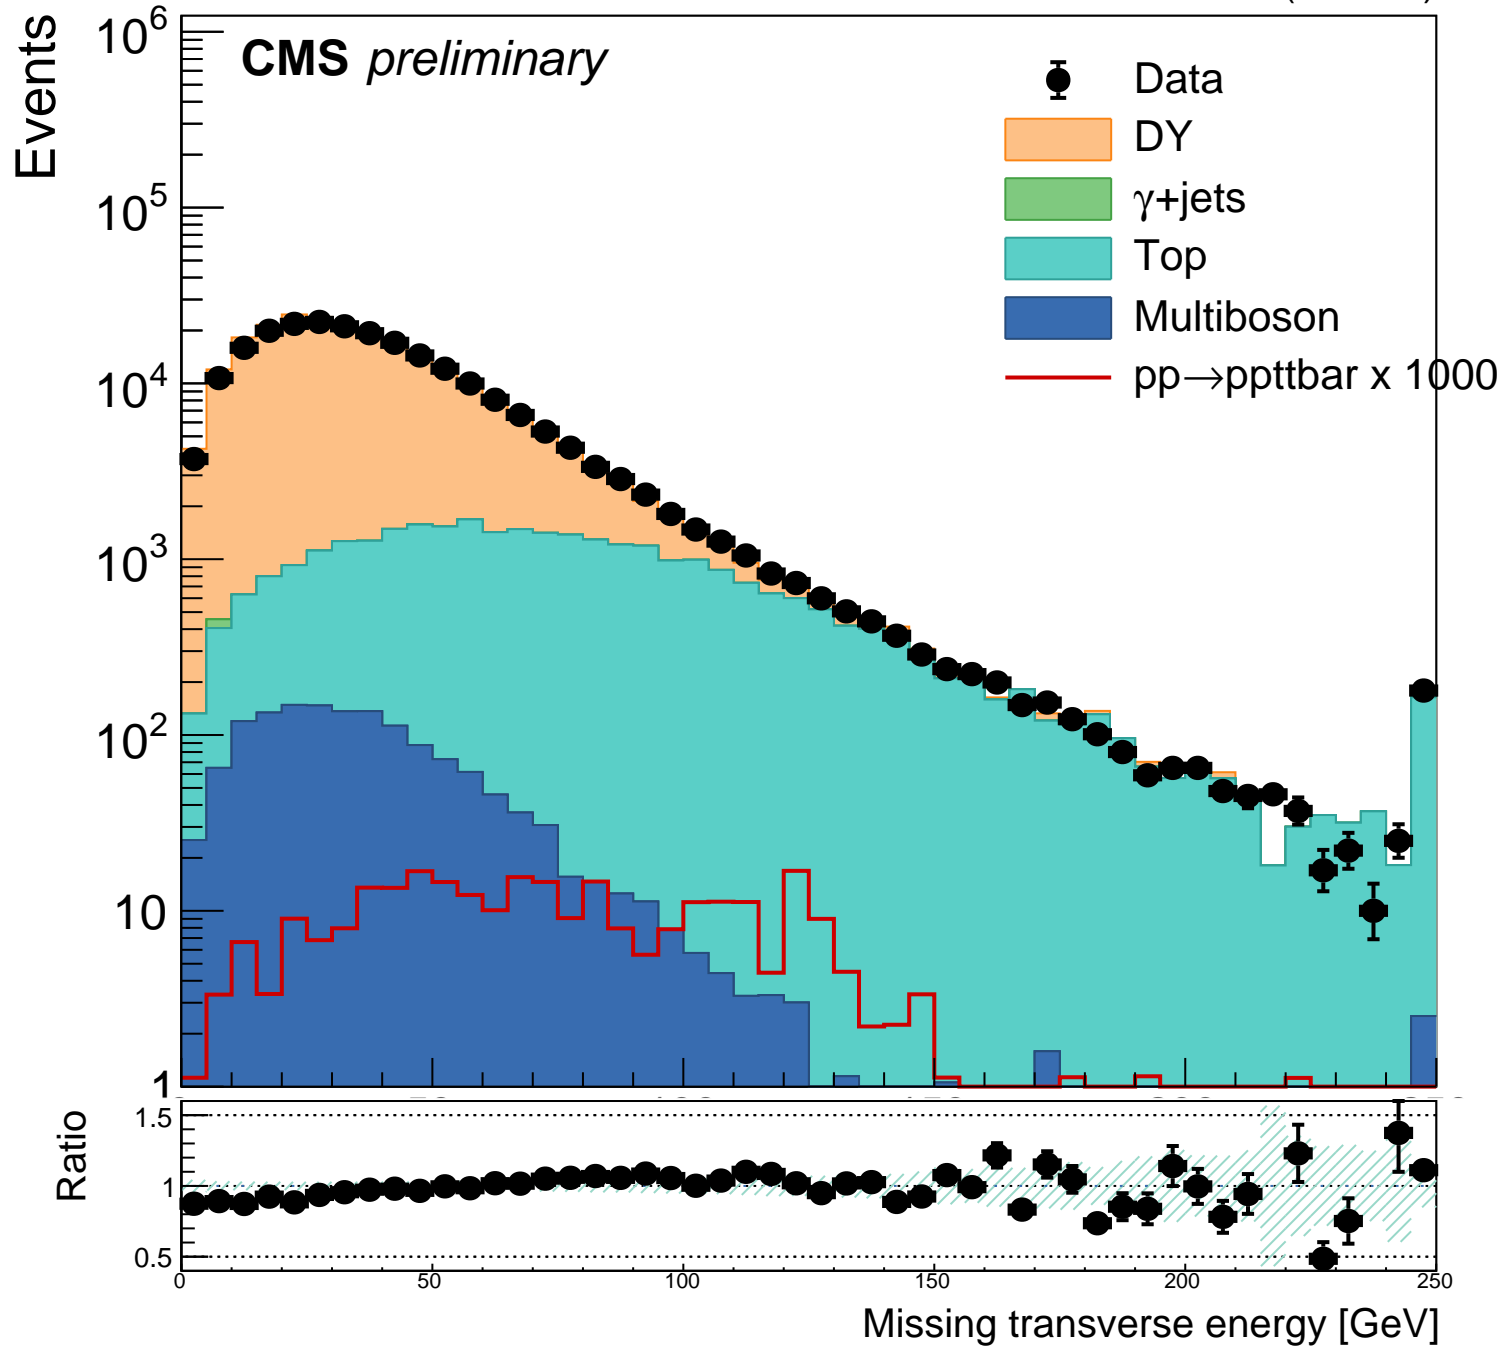 CMS preliminary
Events
10^6
10^5
10^4
10^3
10^2
10
1
Data
DY
γ+jets
Top
Multiboson
pp→ppttbar x 1000
Ratio
1.5
1
0.5
0 50 100 150 200 250
Missing transverse energy [GeV]